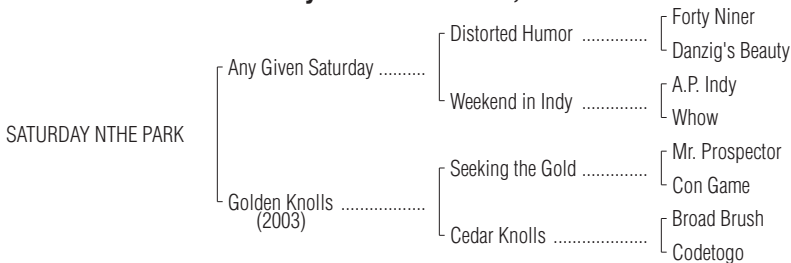 Forty Niner
Distorted Humor ..............
Danzig's Beauty
Any Given Saturday ..........
A.P. Indy
Weekend in Indy ..............
Whow
SATURDAY NTHE PARK
Mr. Prospector
Seeking the Gold ..............
Con Game
Golden Knolls ..................
(2003)
Broad Brush
Cedar Knolls ....................
Codetogo